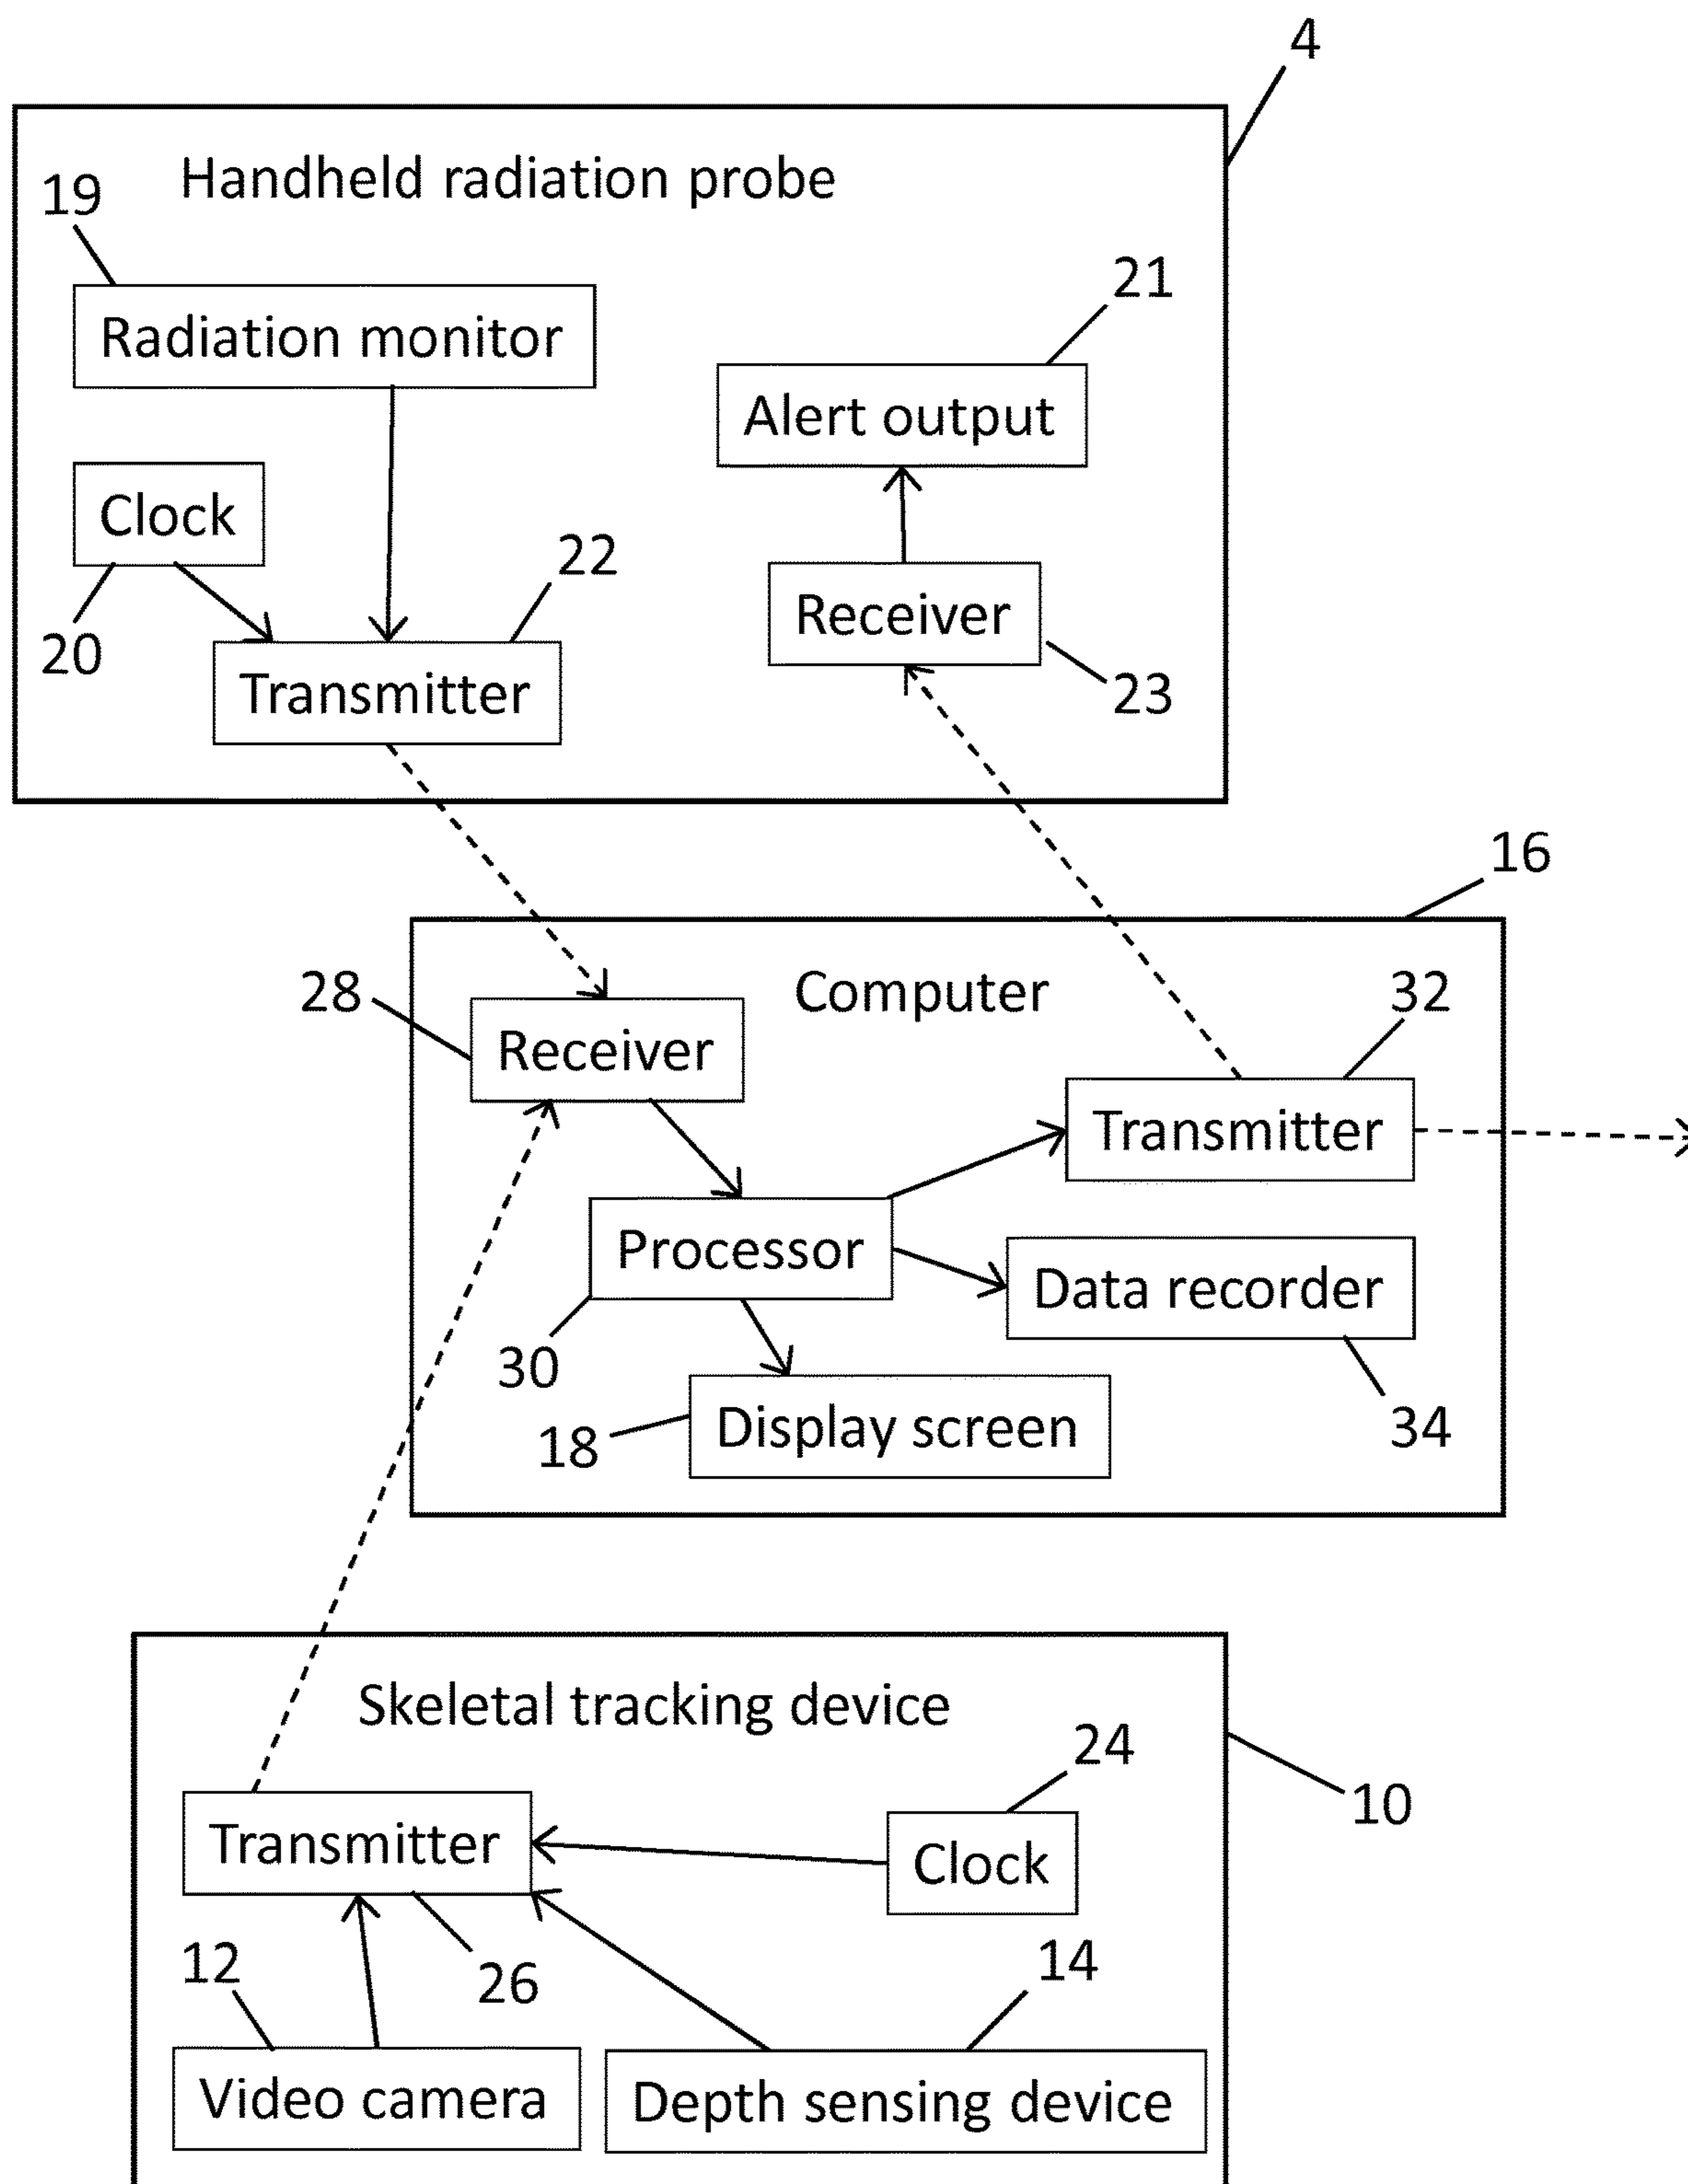 4
Handheld radiation probe
19
21
Radiation monitor
Alert output
Clock
22
Receiver
20
Transmitter
23
16
28
Computer
32
Receiver
Transmitter
Processor
Data recorder
30
18
Display screen
34
Skeletal tracking device
24
10
Transmitter
Clock
12
26
14
Video camera
Depth sensing device